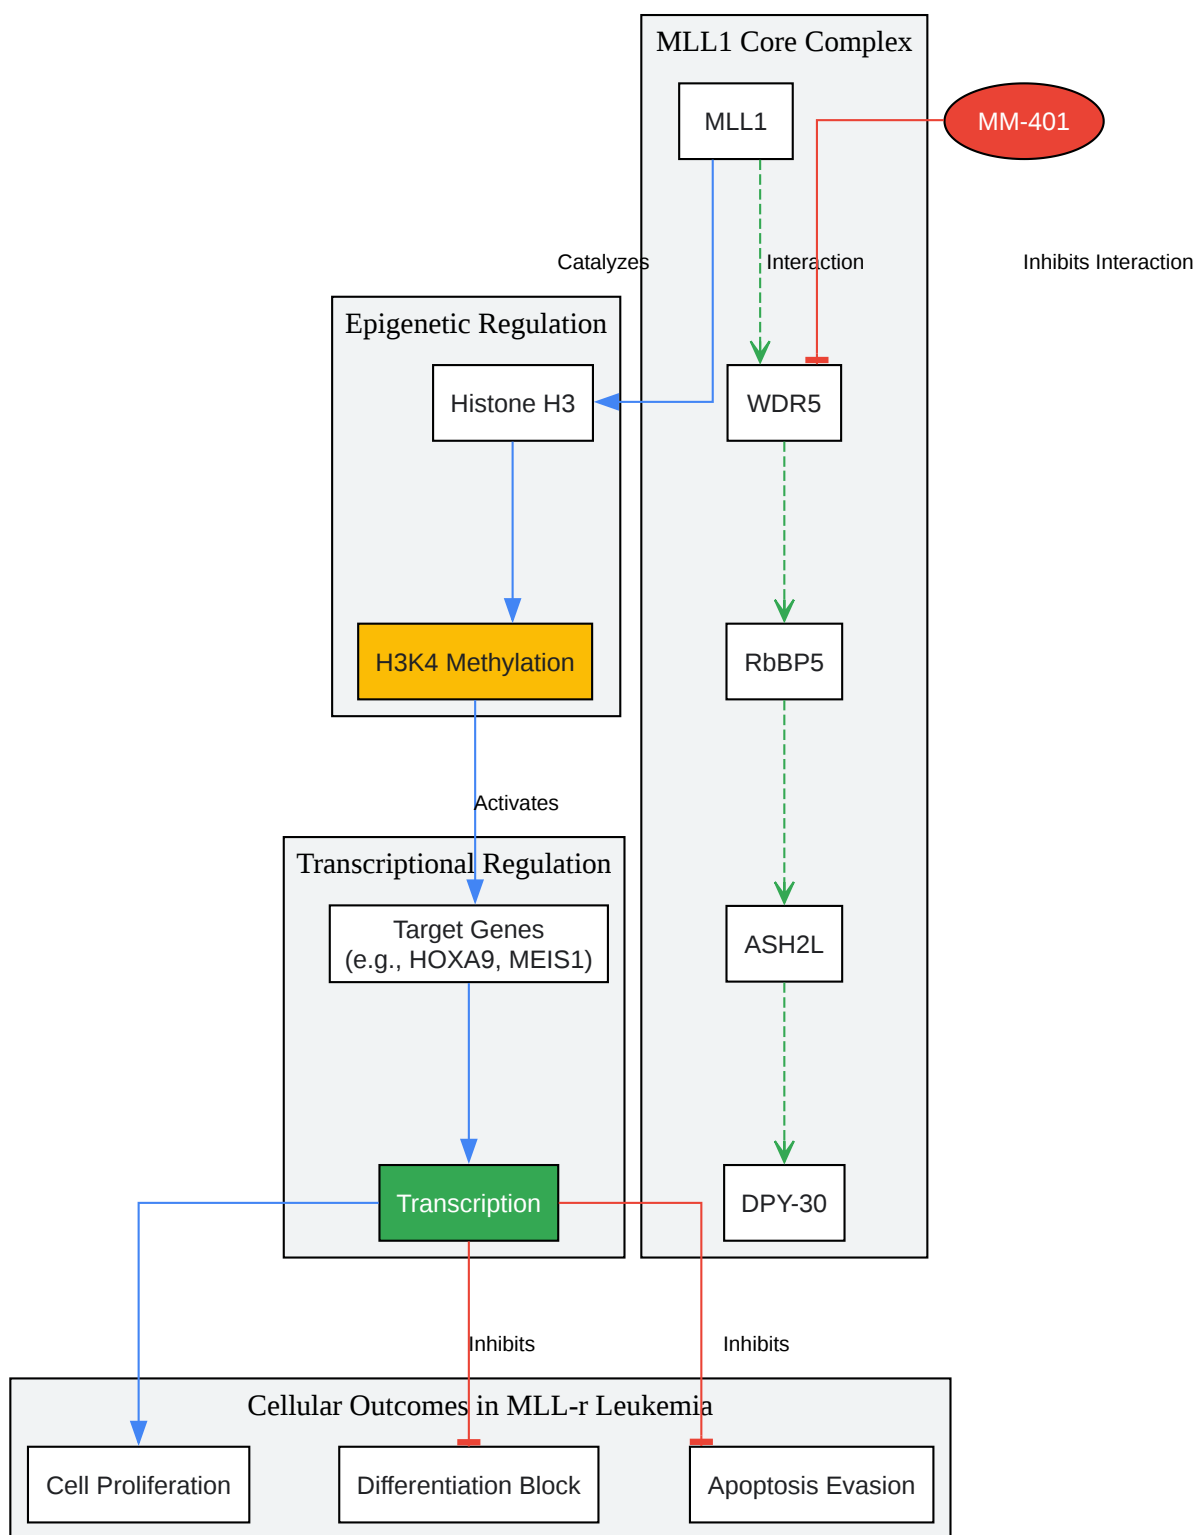 MLL1 Core Complex
MLL1
MM-401
Catalyzes
Interaction
Inhibits Interaction
Epigenetic Regulation
Histone H3
WDR5
H3K4 Methylation
RbBP5
Activates
Transcriptional Regulation
Target Genes
(e.g., HOXA9, MEIS1)
ASH2L
Transcription
DPY-30
Inhibits
Inhibits
Cellular Outcomes in MLL-r Leukemia
Cell Proliferation
Differentiation Block
Apoptosis Evasion